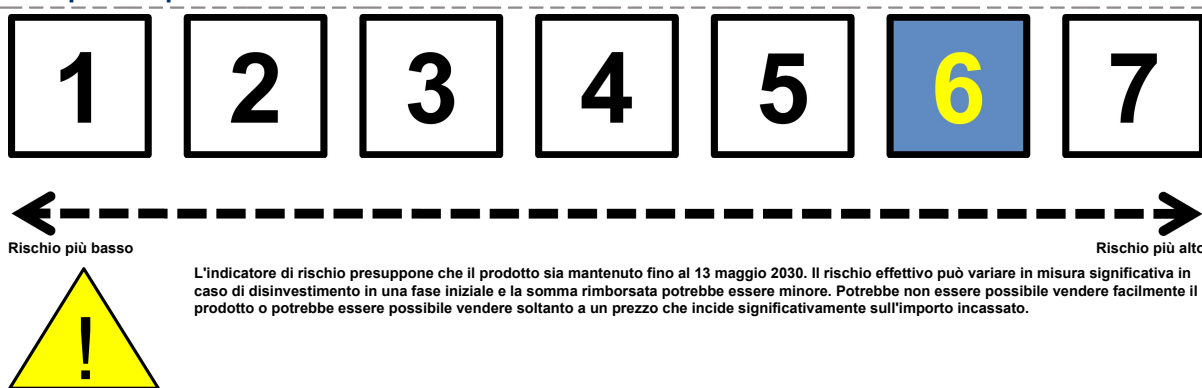 1 2 3 4 5 6 7
Rischio più basso Rischio più alto
L'indicatore di rischio presuppone che il prodotto sia mantenuto fino al 13 maggio 2030. Il rischio effettivo può variare in misura significativa in
caso di disinvestimento in una fase iniziale e la somma rimborsata potrebbe essere minore. Potrebbe non essere possibile vendere facilmente il
prodotto o potrebbe essere possibile vendere soltanto a un prezzo che incide significativamente sull'importo incassato.
!